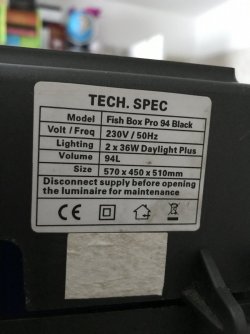 TECH. SPEC
Model Fish Box Pro 94 Black
Volt / Freq 230V / 50Hz
Lighting 2 x 36W Daylight Plus
Volume 94L
Size 570 x 450 x 510mm
Disconnect supply before opening
the luminaire for maintenance
CE